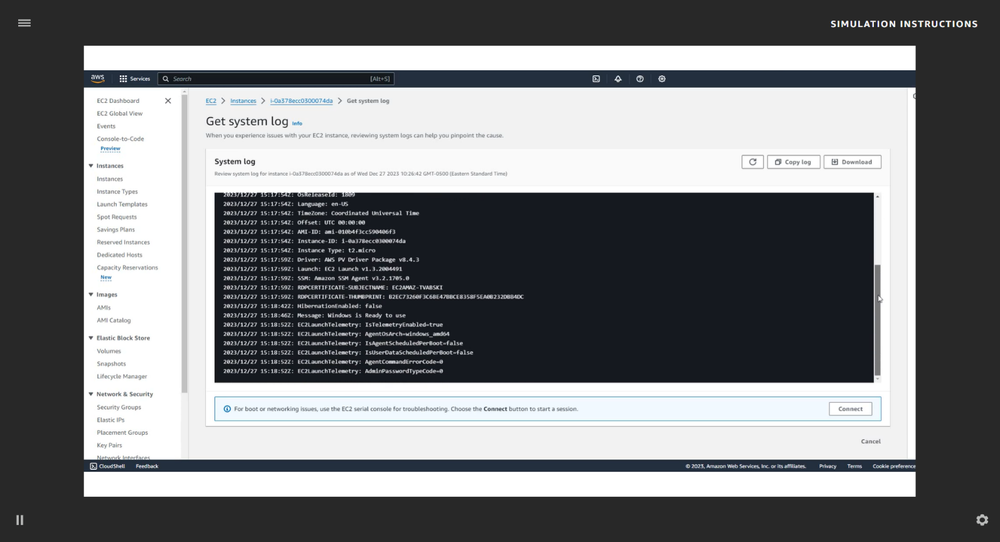 SIMULATION INSTRUCTIONS
aws
Services
Search
[Alt+S]
EC2 Dashboard
EC2 Global View
Events
Console-to-Code
Preview
Instances
Instances
Instance Types
Launch Templates
Spot Requests
Savings Plans
Reserved Instances
Dedicated Hosts
Capacity Reservations
New
Images
AMIs
AMI Catalog
Elastic Block Store
Volumes
Snapshots
Lifecycle Manager
Network & Security
Security Groups
Elastic IPs
Placement Groups
Key Pairs
Network Interfaces
EC2 > Instances > i-0a378ecc0300074da > Get system log
Get system log Info
When you experience issues with your EC2 instance, reviewing system logs can help you pinpoint the cause.
System log
Review system log for instance i-0a378ecc0300074da as of Wed Dec 27 2023 10:26:42 GMT-0500 (Eastern Standard Time)
Copy log
Download
2023/12/27 15:17:54Z: OsReleaseId: 1809
2023/12/27 15:17:54Z: Language: en-US
2023/12/27 15:17:54Z: TimeZone: Coordinated Universal Time
2023/12/27 15:17:54Z: Offset: UTC 00:00:00
2023/12/27 15:17:54Z: AMI-ID: ami-010b4f3cc590406f3
2023/12/27 15:17:54Z: Instance-ID: i-0a378ecc0300074da
2023/12/27 15:17:54Z: Instance Type: t2.micro
2023/12/27 15:17:59Z: Driver: AWS PV Driver Package v8.4.3
2023/12/27 15:17:59Z: Launch: EC2 Launch v1.3.2004491
2023/12/27 15:17:59Z: SSM: Amazon SSM Agent v3.2.1705.0
2023/12/27 15:17:59Z: RDPCERTIFICATE-SUBJECTNAME: EC2AMAZ-TVABSKI
2023/12/27 15:17:59Z: RDPCERTIFICATE-THUMBPRINT: B2EC73260F3C6BE47BBCE8358F5EA0B232DB84DC
2023/12/27 15:18:42Z: HibernationEnabled: false
2023/12/27 15:18:46Z: Message: Windows is Ready to use
2023/12/27 15:18:52Z: EC2LaunchTelemetry: IsTelemetryEnabled=true
2023/12/27 15:18:52Z: EC2LaunchTelemetry: AgentOsArch=windows_amd64
2023/12/27 15:18:52Z: EC2LaunchTelemetry: IsAgentScheduledPerBoot=false
2023/12/27 15:18:52Z: EC2LaunchTelemetry: IsUserDataScheduledPerBoot=false
2023/12/27 15:18:52Z: EC2LaunchTelemetry: AgentCommandErrorCode=0
2023/12/27 15:18:52Z: EC2LaunchTelemetry: AdminPasswordTypeCode=0
For boot or networking issues, use the EC2 serial console for troubleshooting. Choose the Connect button to start a session.
Connect
Cancel
CloudShell
Feedback
© 2023, Amazon Web Services, Inc. or its affiliates.
Privacy
Terms
Cookie preference